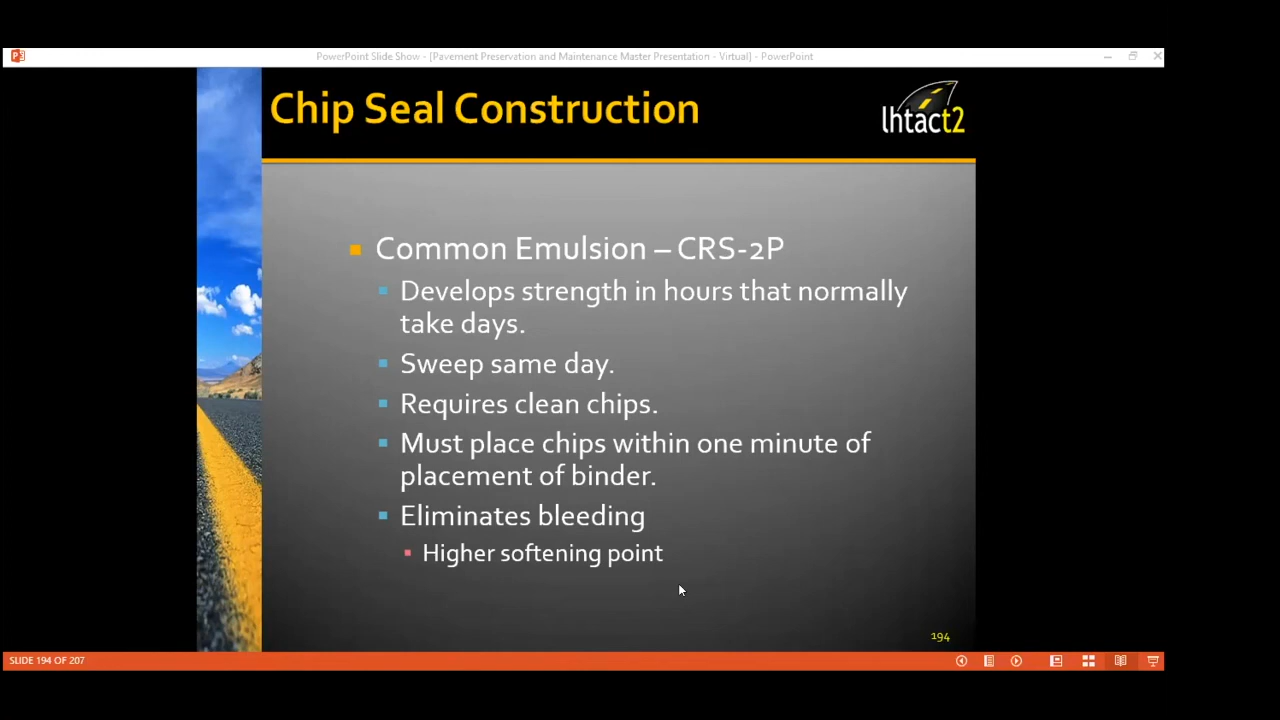 PowerPoint Slide Show - [Pavement Preservation and Maintenance Master Presentation - Virtual] - PowerPoint
Chip Seal Construction
lhtact2
Common Emulsion – CRS-2P
Develops strength in hours that normally
take days.
Sweep same day.
Requires clean chips.
Must place chips within one minute of
placement of binder.
Eliminates bleeding
Higher softening point
194
SLIDE 194 OF 207